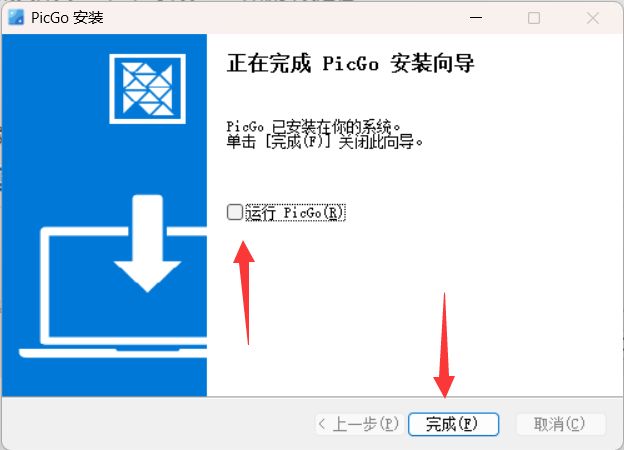 PicGo 安装
正在完成 PicGo 安装向导
PicGo 已安装在你的系统。
单击 [完成(F)] 关闭此向导。
运行 PicGo(R)
< 上一步(P)
完成(F)
取消(C)